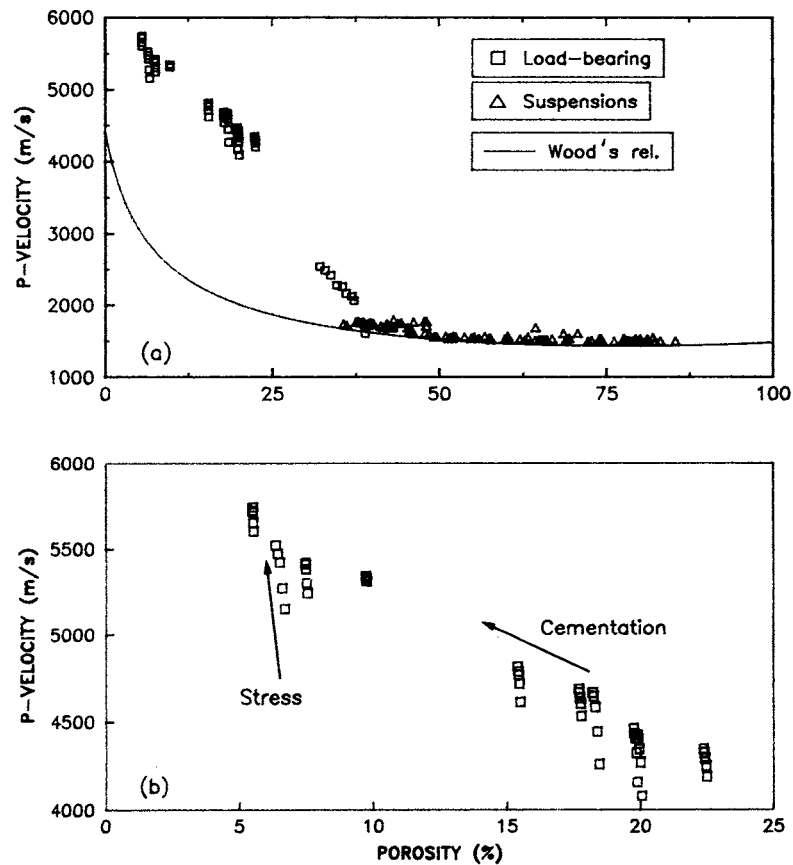 6000
5000
4000
3000
2000
1000
P-VELOCITY (m/s)
Load-bearing
Suspensions
Wood's rel.
(a)
0
25
50
75
100
6000
5500
5000
4500
4000
P-VELOCITY (m/s)
Cementation
Stress
(b)
0
5
10
15
20
25
POROSITY (%)